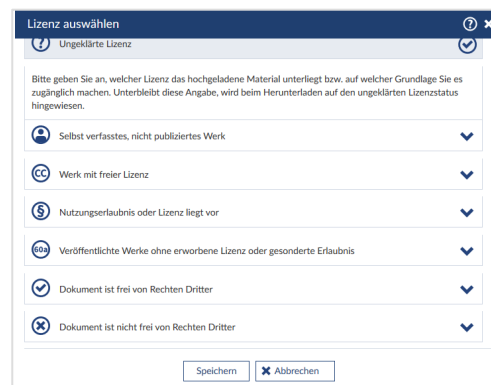 Lizenz auswählen
Ungeklärte Lizenz
Bitte geben Sie an, welcher Lizenz das hochgeladene Material unterliegt bzw. auf welcher Grundlage Sie es
zugänglich machen. Unterbleibt diese Angabe, wird beim Herunterladen auf den ungeklärten Lizenzstatus
hingewiesen.
Selbst verfasstes, nicht publiziertes Werk
CC Werk mit freier Lizenz
§ Nutzungserlaubnis oder Lizenz liegt vor
60a Veröffentlichte Werke ohne erworbene Lizenz oder gesonderte Erlaubnis
Dokument ist frei von Rechten Dritter
Dokument ist nicht frei von Rechten Dritter
Speichern Abbrechen